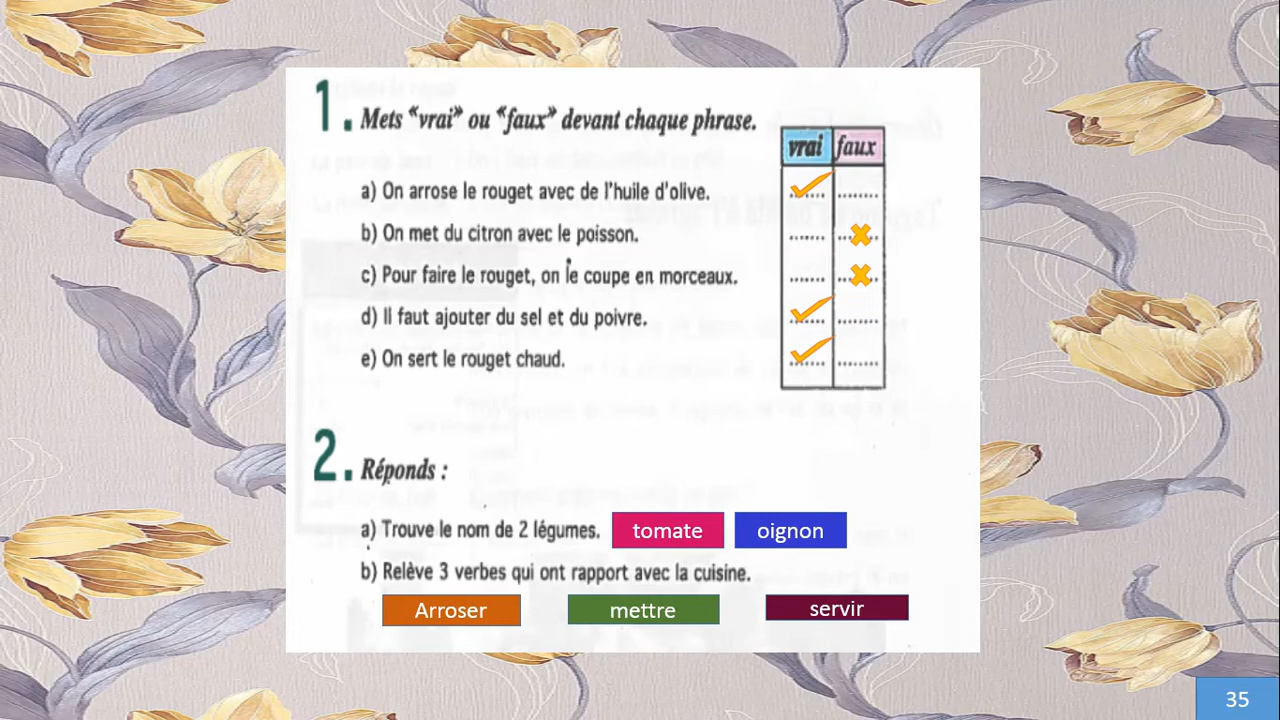 1. Mets “vrai” ou “faux” devant chaque phrase.
vrai faux
a) On arrose le rouget avec de l'huile d'olive.
b) On met du citron avec le poisson.
c) Pour faire le rouget, on le coupe en morceaux.
d) Il faut ajouter du sel et du poivre.
e) On sert le rouget chaud.
2. Réponds :
a) Trouve le nom de 2 légumes. tomate oignon
b) Relève 3 verbes qui ont rapport avec la cuisine.
Arroser mettre servir
35